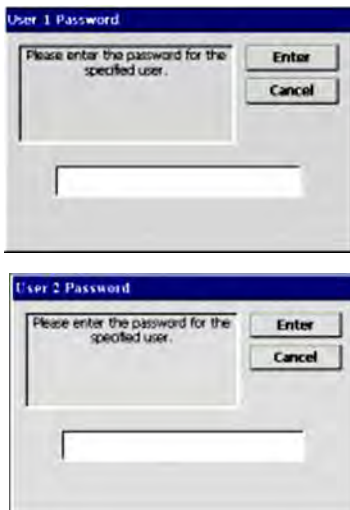 User 1 Password
Please enter the password for the
specified user.
Enter
Cancel
User 2 Password
Please enter the password for the
specified user.
Enter
Cancel